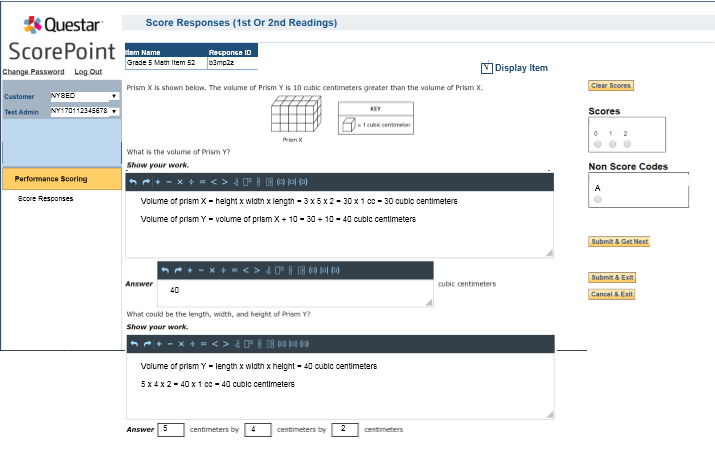 Questar
ScorePoint
Change Password Log Out
Customer NYSED
Test Admin NY170112345678
Performance Scoring
Score Responses
Score Responses (1st Or 2nd Readings)
Item Name Response ID
Grade 5 Math Item 52 b3mp2z
Display Item
Prism X is shown below. The volume of Prism Y is 10 cubic centimeters greater than the volume of Prism X.
KEY
= 1 cubic centimeter
Prism X
What is the volume of Prism Y?
Show your work.
Volume of prism X = height x width x length = 3 x 5 x 2 = 30 x 1 cc = 30 cubic centimeters
Volume of prism Y = volume of prism X + 10 = 30 + 10 = 40 cubic centimeters
Answer 40 cubic centimeters
What could be the length, width, and height of Prism Y?
Show your work.
Volume of prism Y = length x width x height = 40 cubic centimeters
5 x 4 x 2 = 40 x 1 cc = 40 cubic centimeters
Answer 5 centimeters by 4 centimeters by 2 centimeters
Clear Scores
Scores
0 1 2
Non Score Codes
A
Submit & Get Next
Submit & Exit
Cancel & Exit